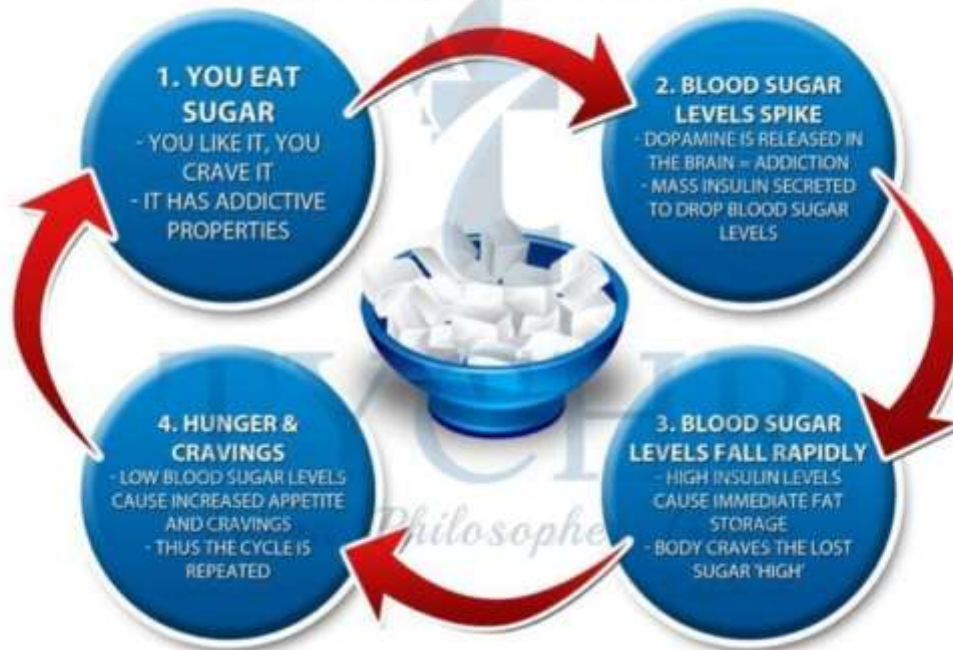 1. YOU EAT
SUGAR
- YOU LIKE IT, YOU
CRAVE IT
- IT HAS ADDICTIVE
PROPERTIES
2. BLOOD SUGAR
LEVELS SPIKE
- DOPAMINE IS RELEASED IN
THE BRAIN = ADDICTION
- MASS INSULIN SECRETED
TO DROP BLOOD SUGAR
LEVELS
3. BLOOD SUGAR
LEVELS FALL RAPIDLY
- HIGH INSULIN LEVELS
CAUSE IMMEDIATE FAT
STORAGE
- BODY CRAVES THE LOST
SUGAR 'HIGH'
4. HUNGER &
CRAVINGS
- LOW BLOOD SUGAR LEVELS
CAUSE INCREASED APPETITE
AND CRAVINGS
- THUS THE CYCLE IS
REPEATED